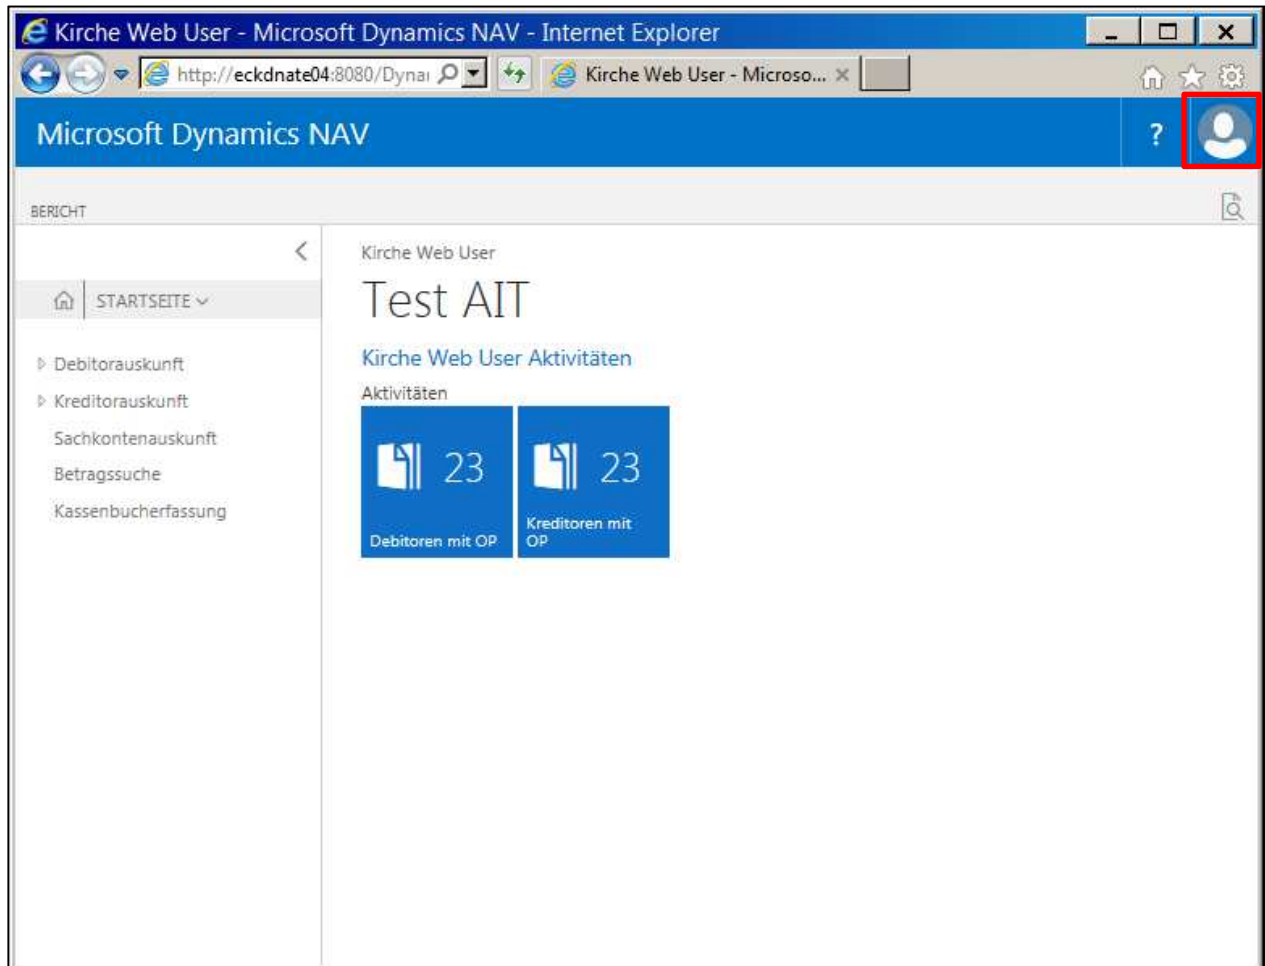 Kirche Web User - Microsoft Dynamics NAV - Internet Explorer
http://eckdnate04:8080/Dynar
Kirche Web User - Microso... ×
Microsoft Dynamics NAV
?
BERICHT
Kirche Web User
STARTSEITE
Test AIT
Debitorauskunft
Kreditorauskunft
Sachkontenauskunft
Betragssuche
Kassenbucherfassung
Kirche Web User Aktivitäten
Aktivitäten
23
Debitoren mit OP
23
Kreditoren mit
OP